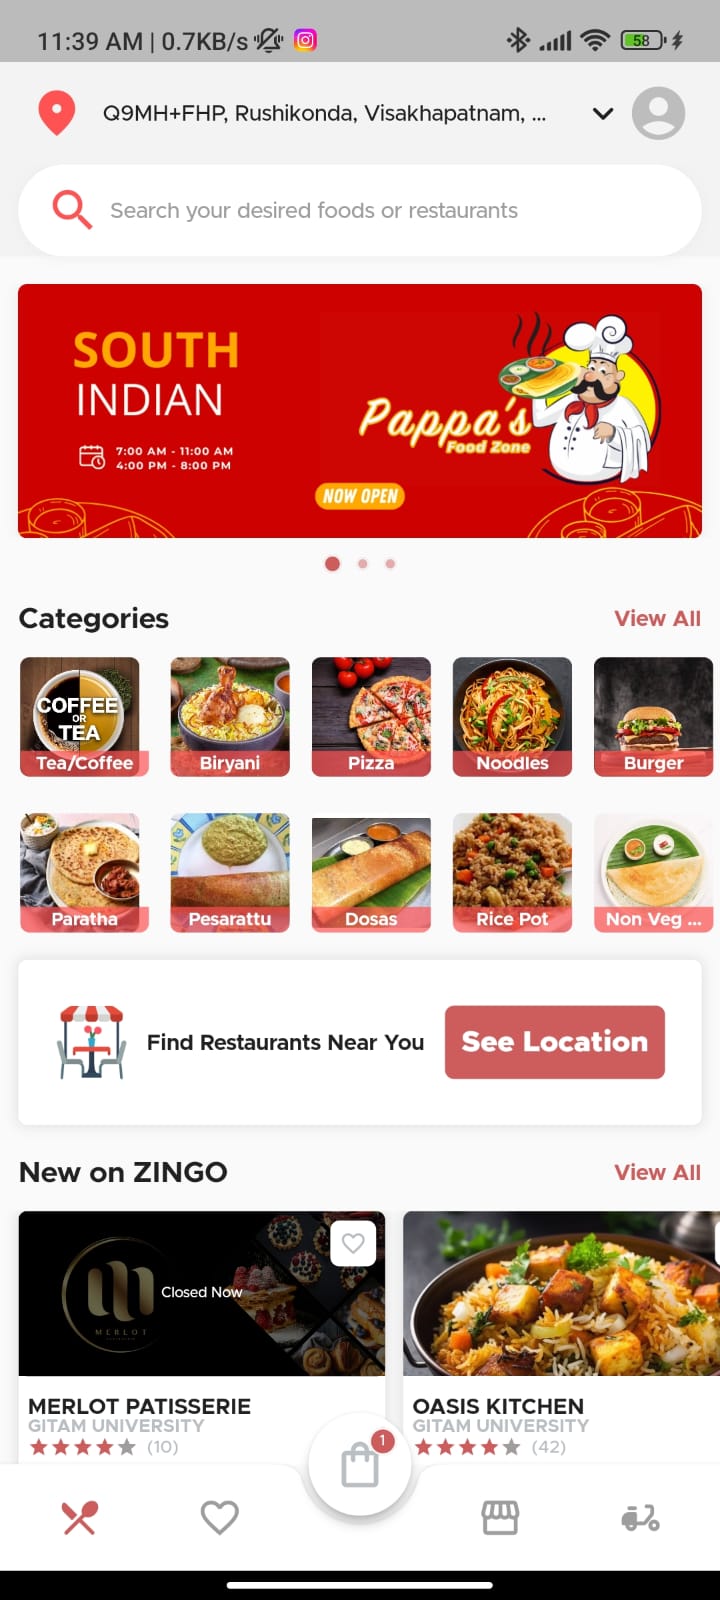 11:39 AM | 0.7KB/s
58
Q9MH+FHP, Rushikonda, Visakhapatnam, ...
Search your desired foods or restaurants
SOUTH
INDIAN
7:00 AM - 11:00 AM
4:00 PM - 8:00 PM
Pappa's
Food Zone
NOW OPEN
Categories View All
COFFEE
OR
TEA
Tea/Coffee Biryani Pizza Noodles Burger
Paratha Pesarattu Dosas Rice Pot Non Veg ...
Find Restaurants Near You See Location
New on ZINGO View All
Closed Now
MERLOT
MERLOT PATISSERIE OASIS KITCHEN
GITAM UNIVERSITY GITAM UNIVERSITY
(10) (42)
1